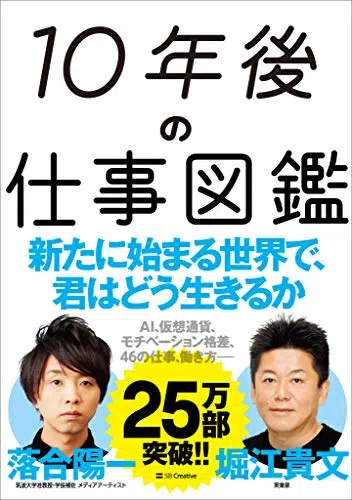 10年後
の
仕事図鑑
新たに始まる世界で、
君はどう生きるか
AI、仮想通貨、
モチベーション格差、
46の仕事、働き方―
25万部
突破!!
SB Creative
落合陽一
筑波大学准教授・学長補佐 メディアアーティスト
堀江貴文
実業家